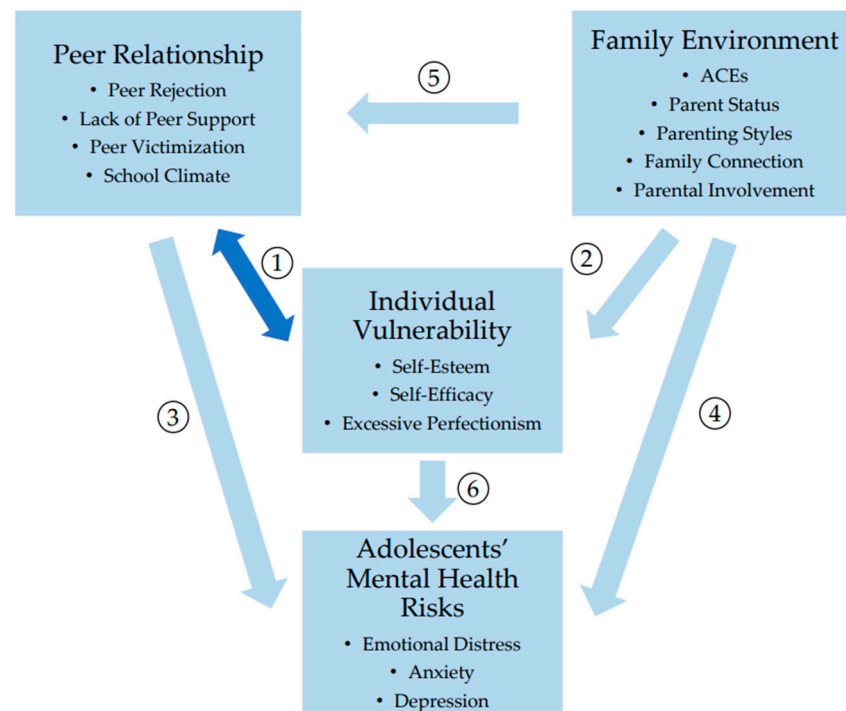 Peer Relationship
• Peer Rejection
• Lack of Peer Support
• Peer Victimization
• School Climate
⑤
Family Environment
• ACEs
• Parent Status
• Parenting Styles
• Family Connection
• Parental Involvement
①
②
Individual
Vulnerability
• Self-Esteem
• Self-Efficacy
• Excessive Perfectionism
③
④
⑥
Adolescents’
Mental Health
Risks
• Emotional Distress
• Anxiety
• Depression